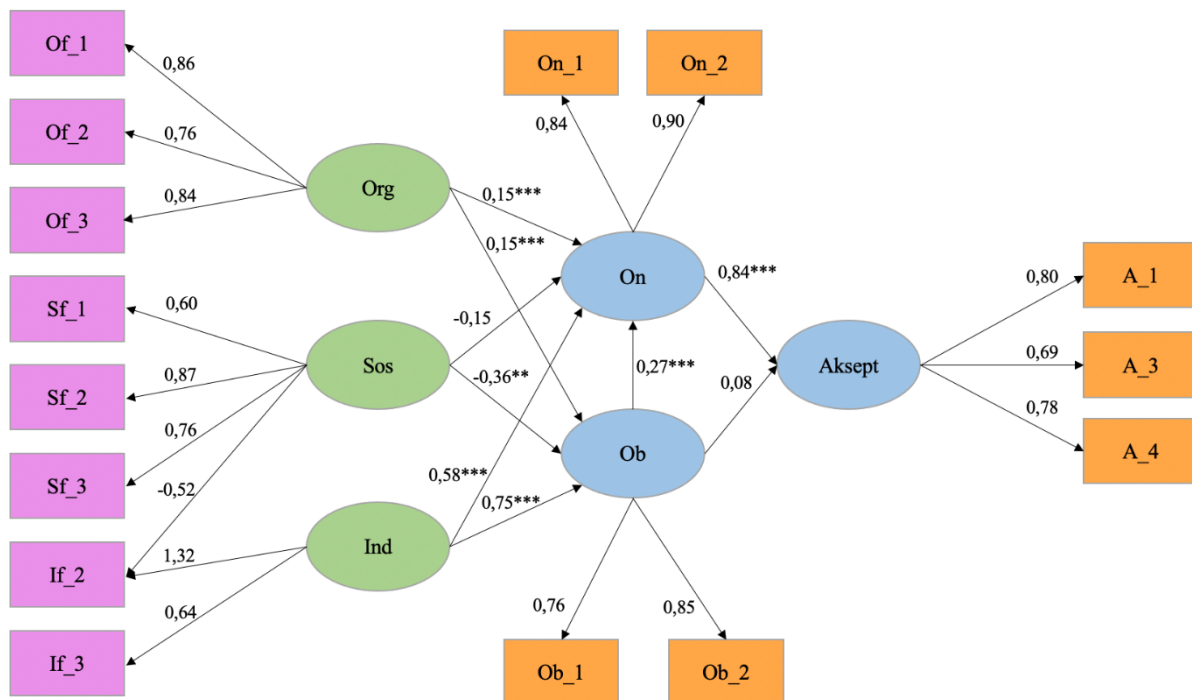 Of_1
On_1
On_2
0,86
Of_2
0,76
0,84
0,90
Org
Of_3
0,84
0,15***
0,15***
On
0,84***
A_1
0,80
Sf_1
0,60
-0,15
Sos
0,27***
Aksept
0,69
A_3
Sf_2
0,87
-0,36**
0,08
0,78
A_4
0,76
Ob
Sf_3
-0,52
0,58***
0,75***
Ind
If_2
1,32
0,64
0,76
0,85
If_3
Ob_1
Ob_2